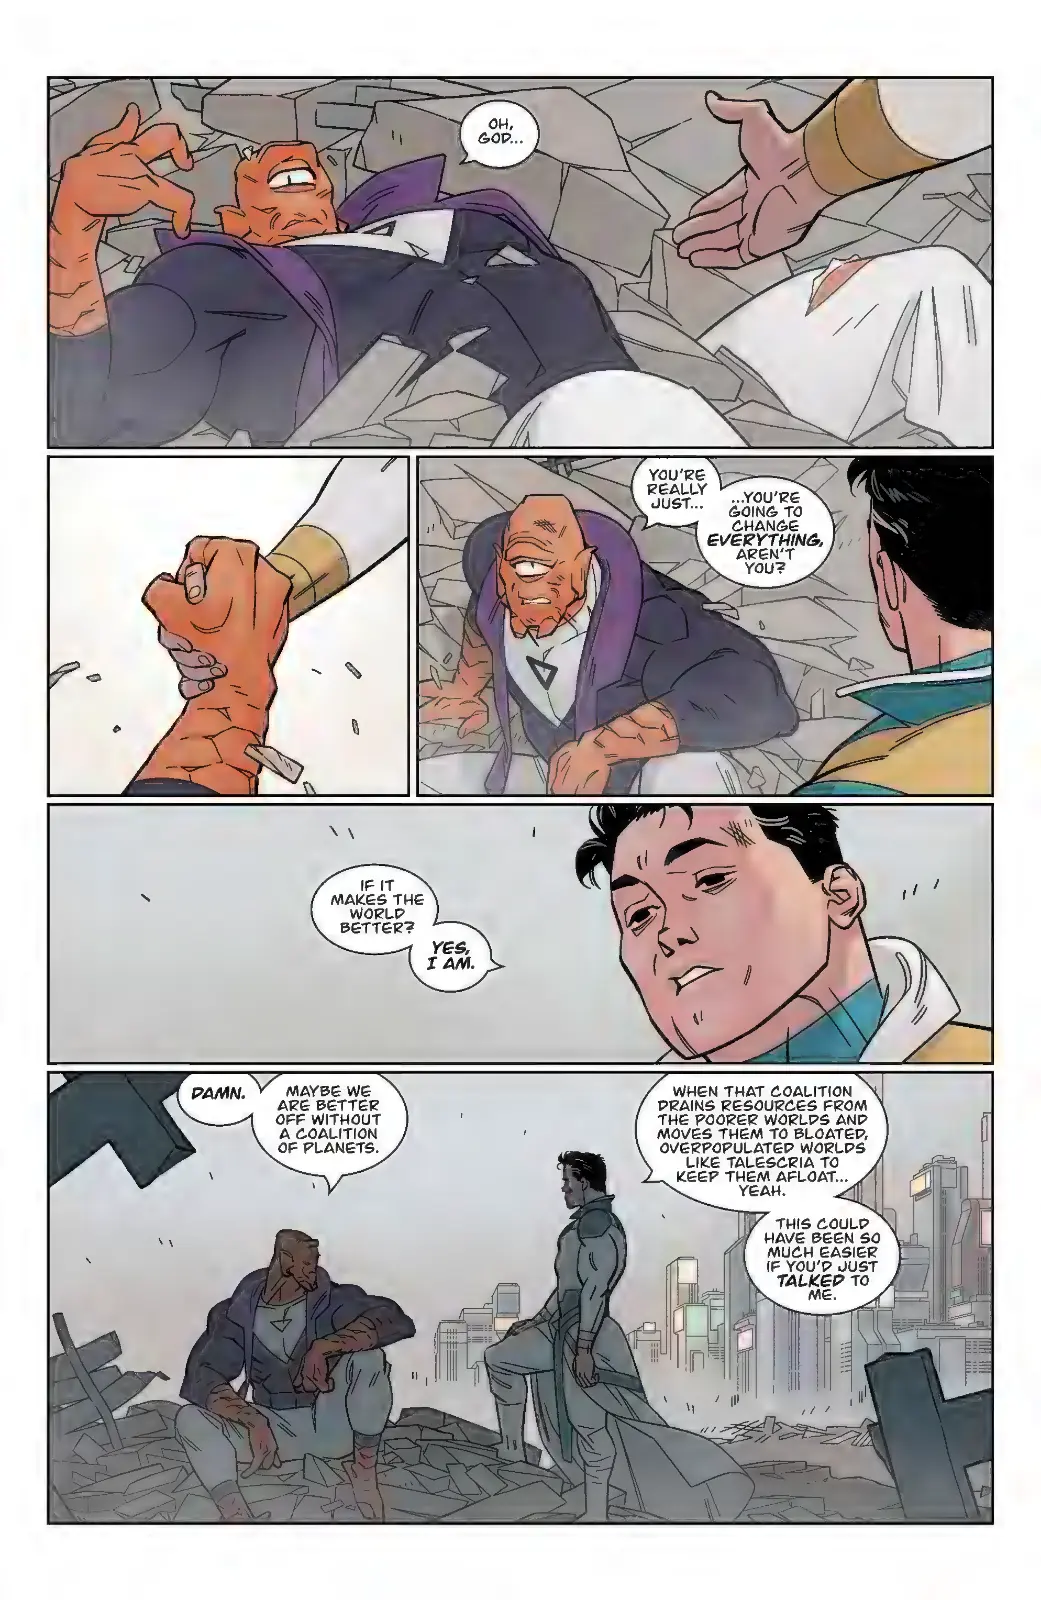 OH,
GOD...
YOU'RE
REALLY
JUST...
...YOU'RE
GOING TO
CHANGE
EVERYTHING,
AREN'T
YOU?
IF IT
MAKES THE
WORLD
BETTER?
YES,
I AM.
DAMN.
MAYBE WE
ARE BETTER
OFF WITHOUT
A COALITION
OF PLANETS.
WHEN THAT COALITION
DRAINS RESOURCES FROM
THE POORER WORLDS AND
MOVES THEM TO BLOATED,
OVERPOPULATED WORLDS
LIKE TALESCRIA TO
KEEP THEM AFLOAT...
YEAH.
THIS COULD
HAVE BEEN SO
MUCH EASIER
IF YOU'D JUST
TALKED TO
ME.